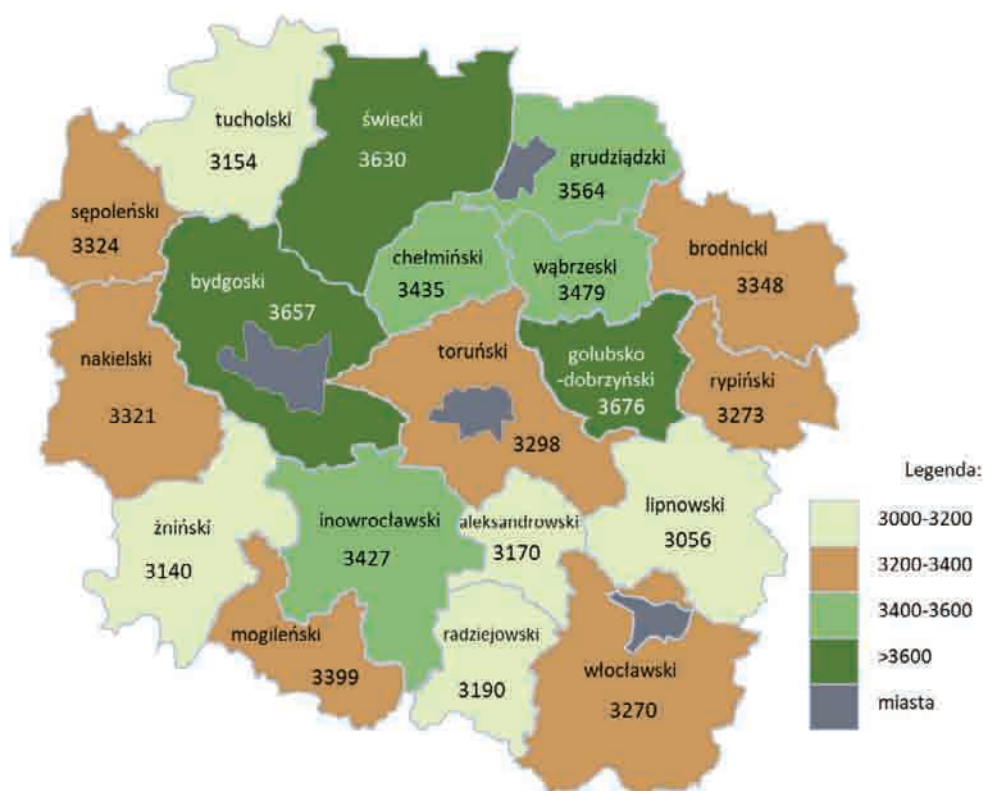 tucholski
3154
świecki
3630
grudziądzki
3564
sępoleński
3324
chełmiński
3435
wąbrzeski
3479
brodnicki
3348
bydgoski
3657
nakielski
3321
toruński
3298
golubsko
-dobrzyński
3676
rypiński
3273
żniński
3140
inowrocławski
3427
aleksandrowski
3170
lipnowski
3056
mogileński
3399
radziejowski
3190
włocławski
3270
Legenda:
3000-3200
3200-3400
3400-3600
>3600
miasta